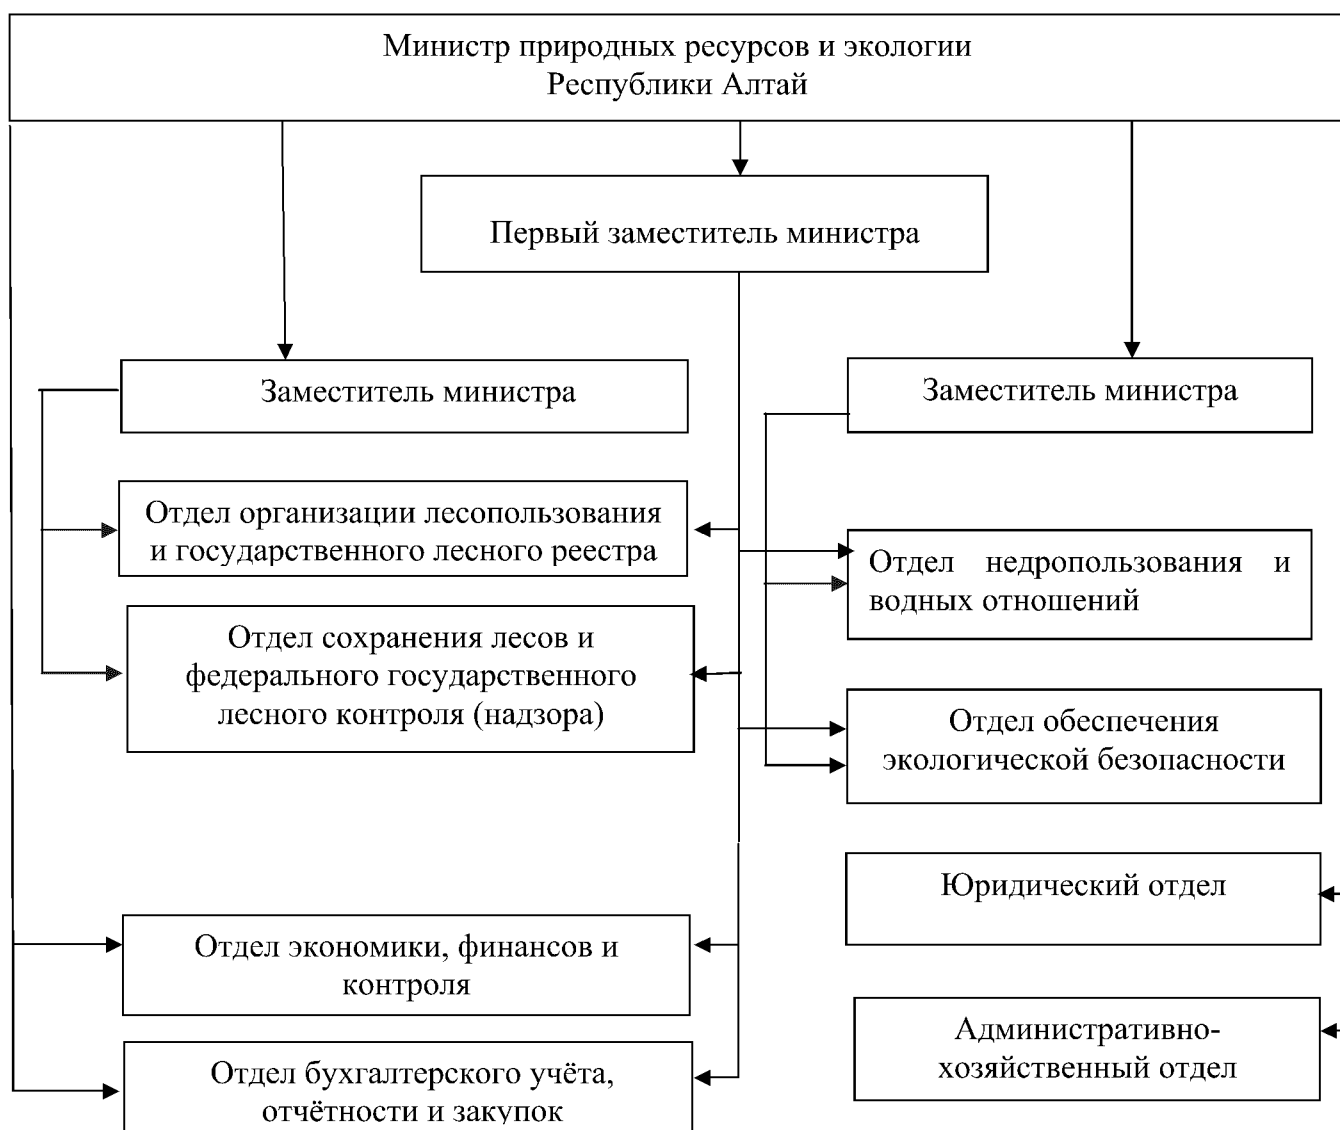 Министр природных ресурсов и экологии
Республики Алтай
Первый заместитель министра
Заместитель министра
Заместитель министра
Отдел организации лесопользования
и государственного лесного реестра
Отдел недропользования и
водных отношений
Отдел сохранения лесов и
федерального государственного
лесного контроля (надзора)
Отдел обеспечения
экологической безопасности
Юридический отдел
Отдел экономики, финансов и
контроля
Административно-
хозяйственный отдел
Отдел бухгалтерского учёта,
отчётности и закупок